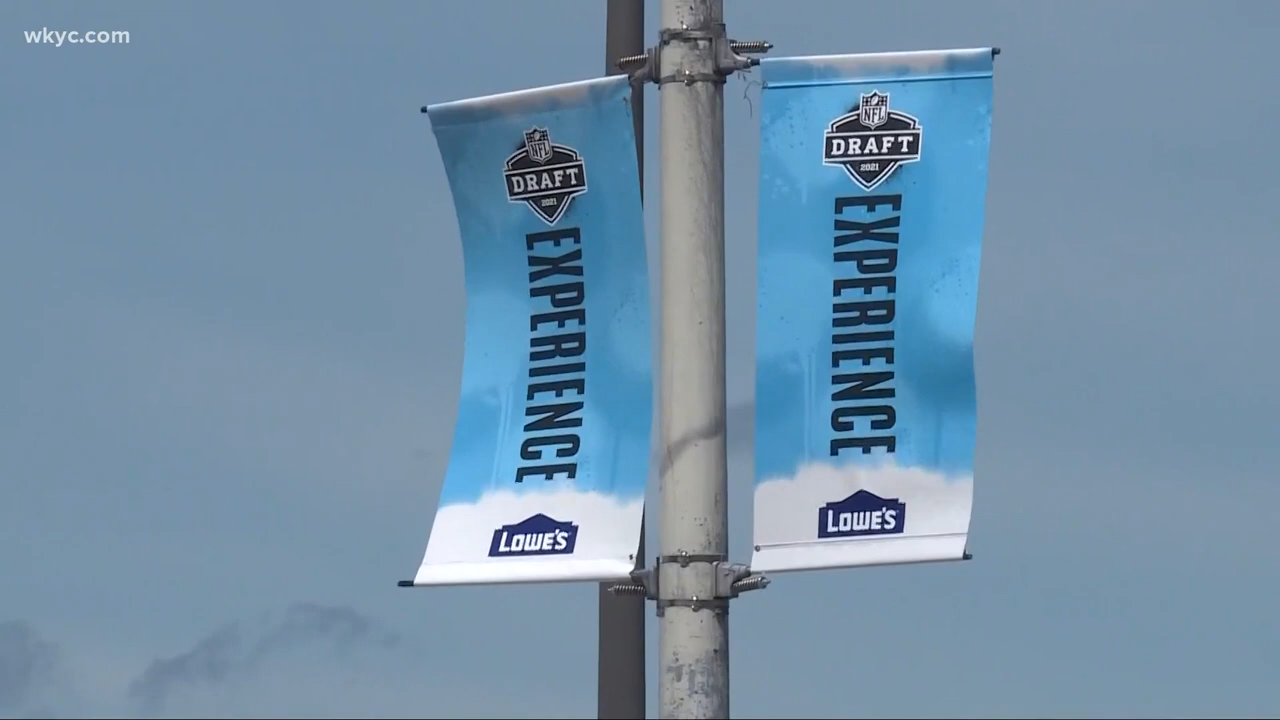 wkyc.com
NFL
DRAFT
2021
EXPERIENCE
LOWE'S
NFL
DRAFT
2021
EXPERIENCE
LOWE'S